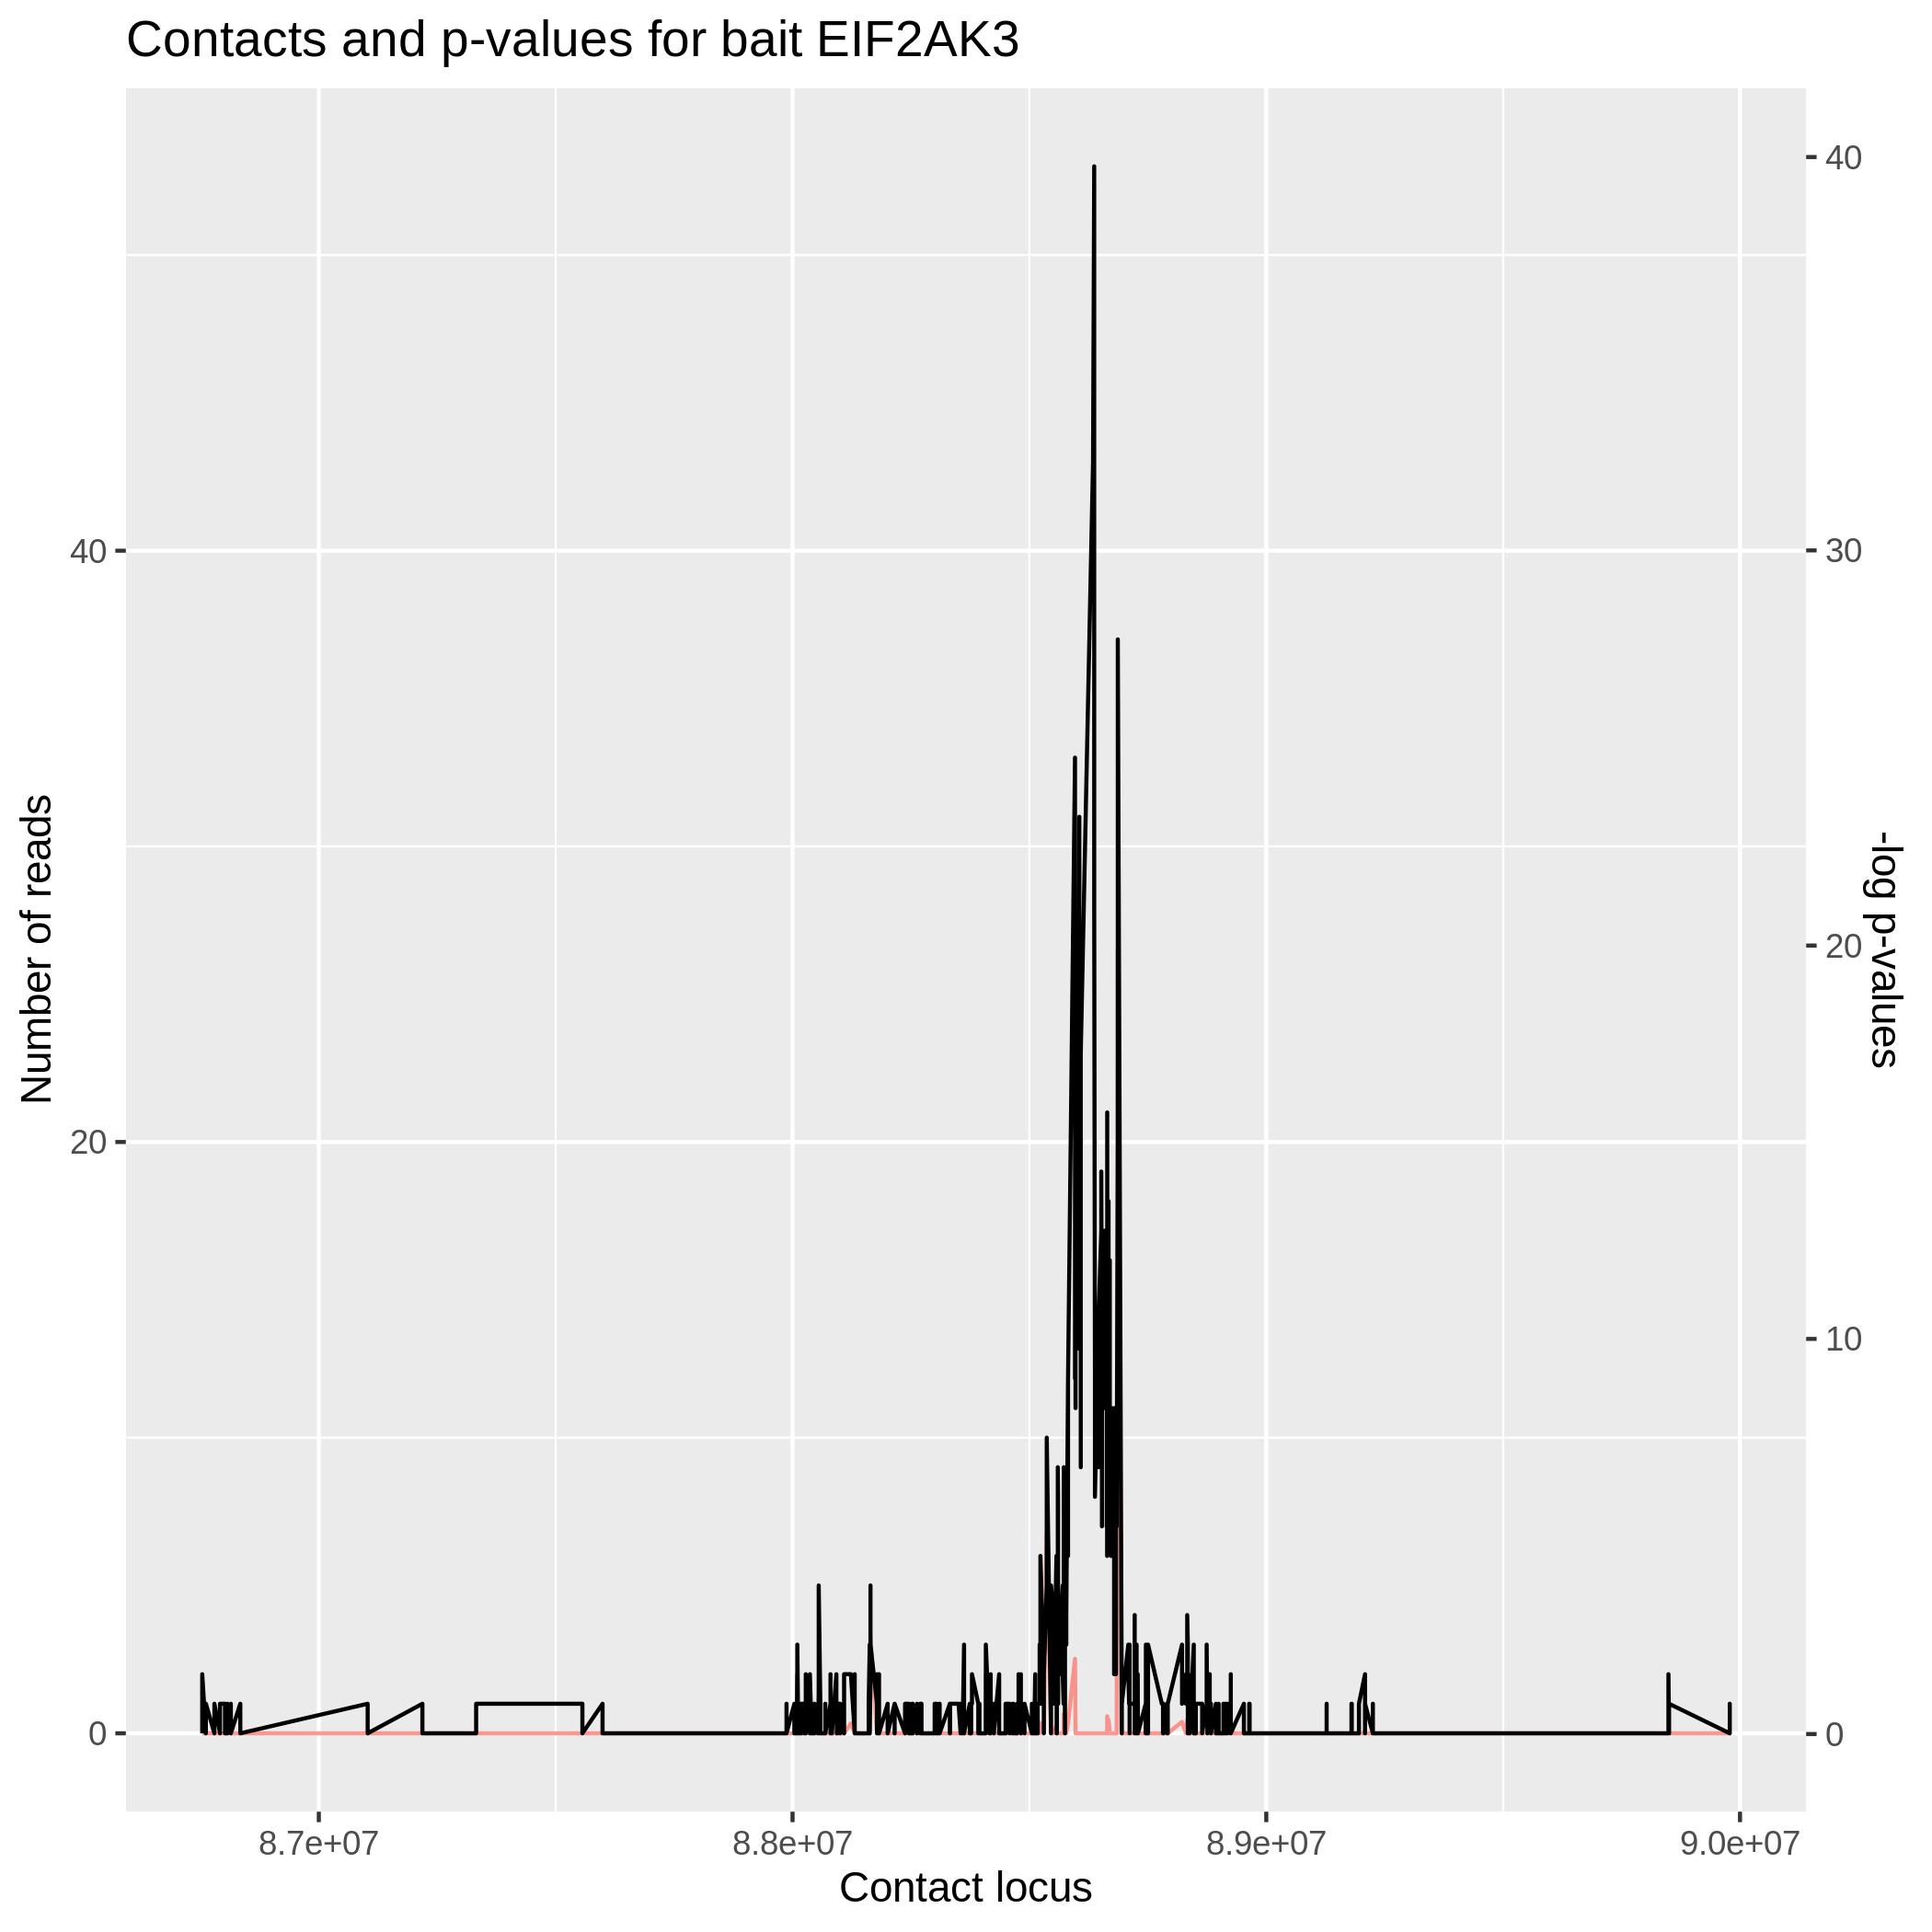 Contacts and p-values for bait EIF2AK3
Number of reads
40
20
0
40
30
20
10
0
-log p-values
8.7e+07
8.8e+07
8.9e+07
9.0e+07
Contact locus